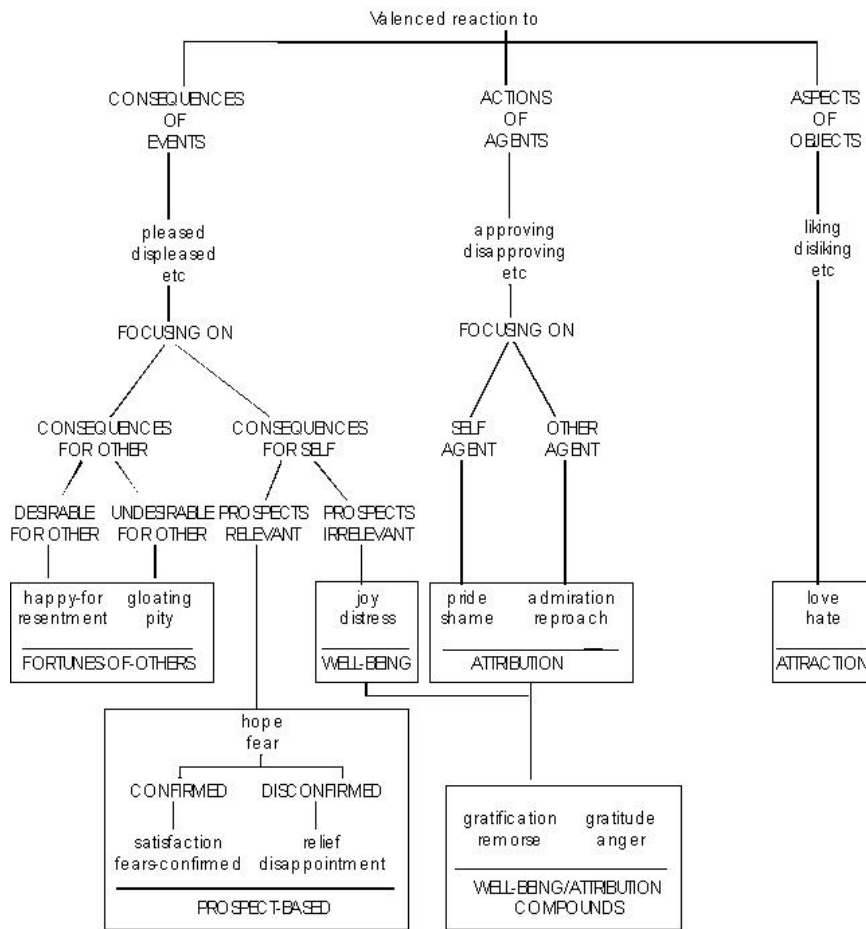 Valenced reaction to
CONSEQUENCES
OF
EVENTS
ACTIONS
OF
AGENTS
ASPECTS
OF
OBJECTS
pleased
displeased
etc
approving
disapproving
etc
liking
disliking
etc
FOCUSING ON
FOCUSING ON
CONSEQUENCES
FOR OTHER
CONSEQUENCES
FOR SELF
SELF
AGENT
OTHER
AGENT
DESIRABLE
FOR OTHER
UNDESIRABLE
FOR OTHER
PROSPECTS
RELEVANT
PROSPECTS
IRRELEVANT
happy-for
resentment
gloating
pity
FORTUNES-OF-OTHERS
joy
distress
WELL-BEING
pride
shame
admiration
reproach
ATTRIBUTION
love
hate
ATTRACTION
hope
fear
CONFIRMED
DISCONFIRMED
satisfaction
fears-confirmed
relief
disappointment
PROSPECT-BASED
gratification
remorse
gratitude
anger
WELL-BEING/ATTRIBUTION
COMPOUNDS